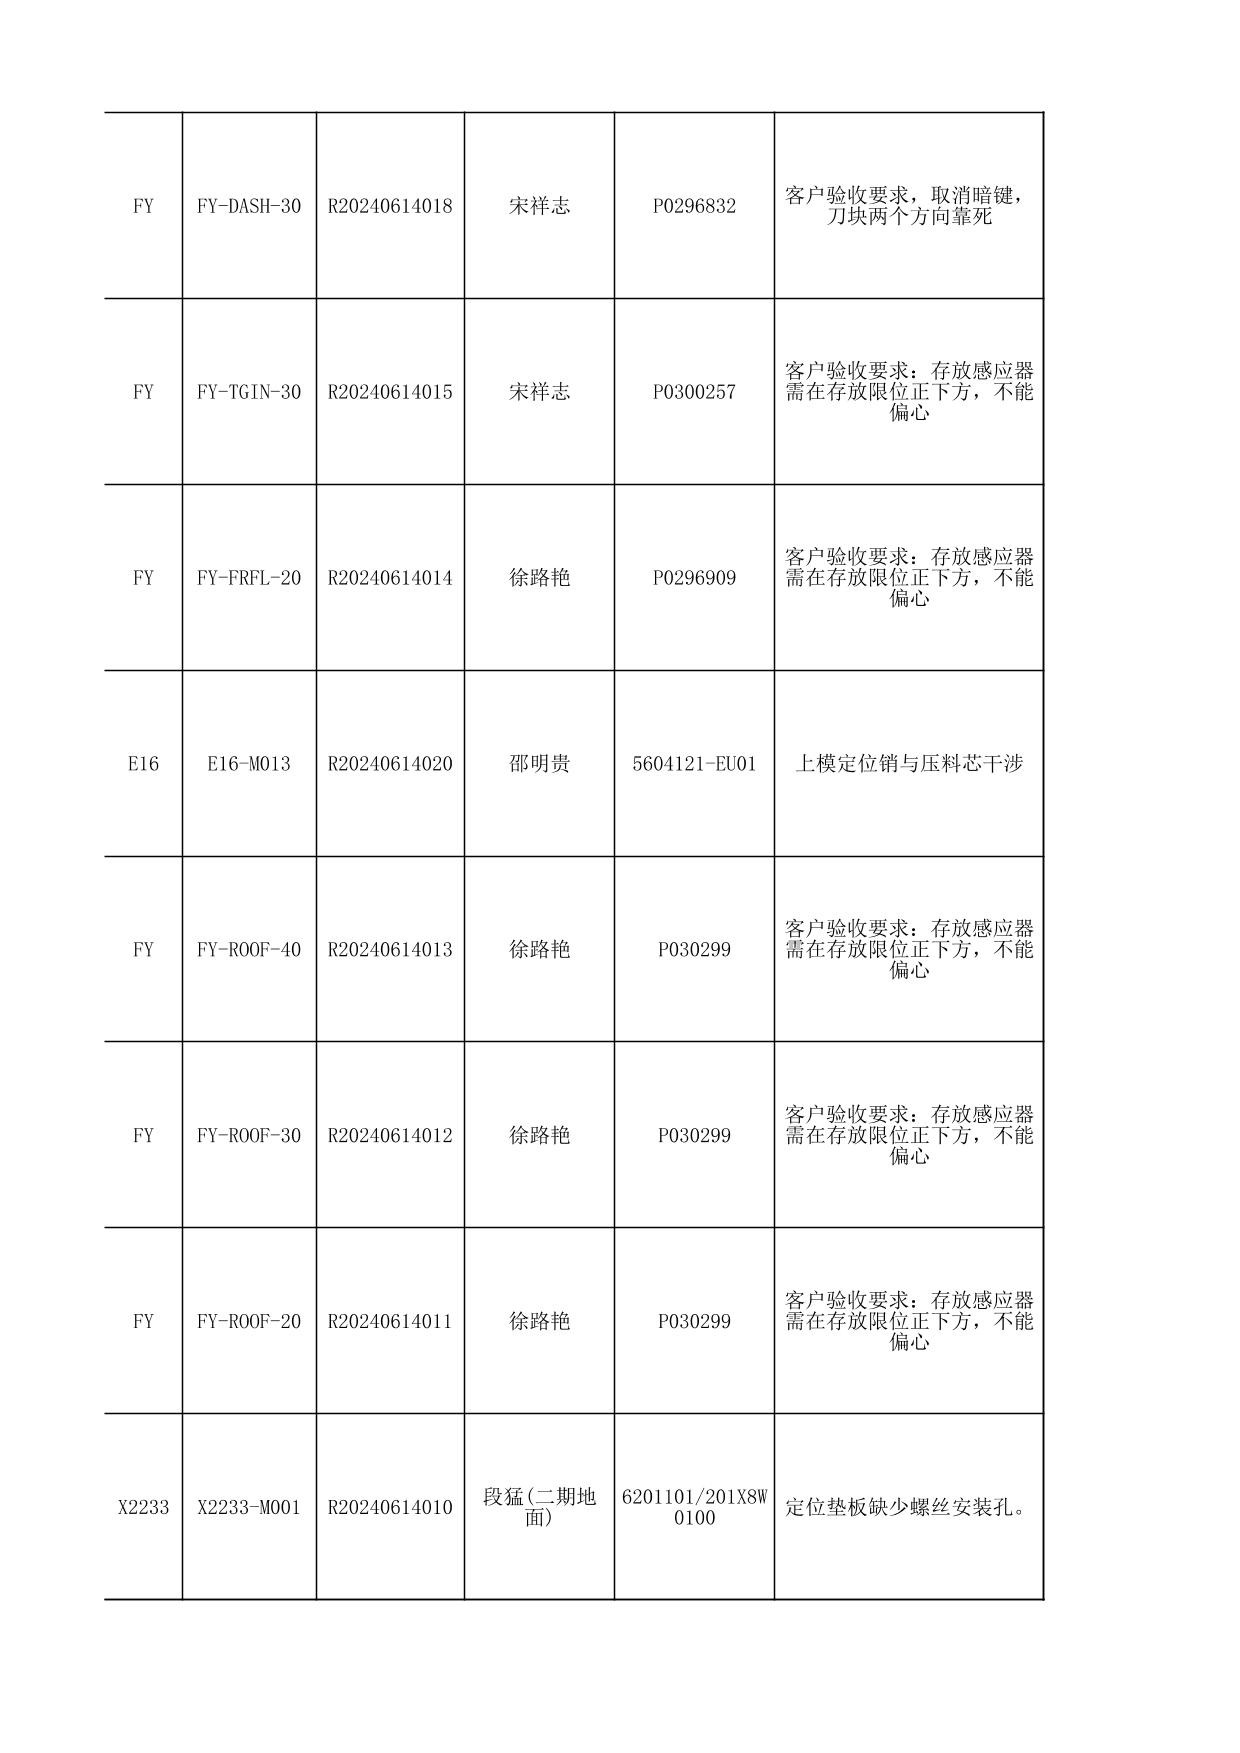 FY FY-DASH-30 R20240614018 宋祥志 P0296832 客户验收要求，取消暗键，
刀块两个方向靠死
FY FY-TGIN-30 R20240614015 宋祥志 P0300257 客户验收要求：存放感应器
需在存放限位正下方，不能
偏心
FY FY-FRFL-20 R20240614014 徐路艳 P0296909 客户验收要求：存放感应器
需在存放限位正下方，不能
偏心
E16 E16-M013 R20240614020 邵明贵 5604121-EU01 上模定位销与压料芯干涉
FY FY-ROOF-40 R20240614013 徐路艳 P030299 客户验收要求：存放感应器
需在存放限位正下方，不能
偏心
FY FY-ROOF-30 R20240614012 徐路艳 P030299 客户验收要求：存放感应器
需在存放限位正下方，不能
偏心
FY FY-ROOF-20 R20240614011 徐路艳 P030299 客户验收要求：存放感应器
需在存放限位正下方，不能
偏心
X2233 X2233-M001 R20240614010 段猛(二期地
面)
6201101/201X8W
0100
定位垫板缺少螺丝安装孔。